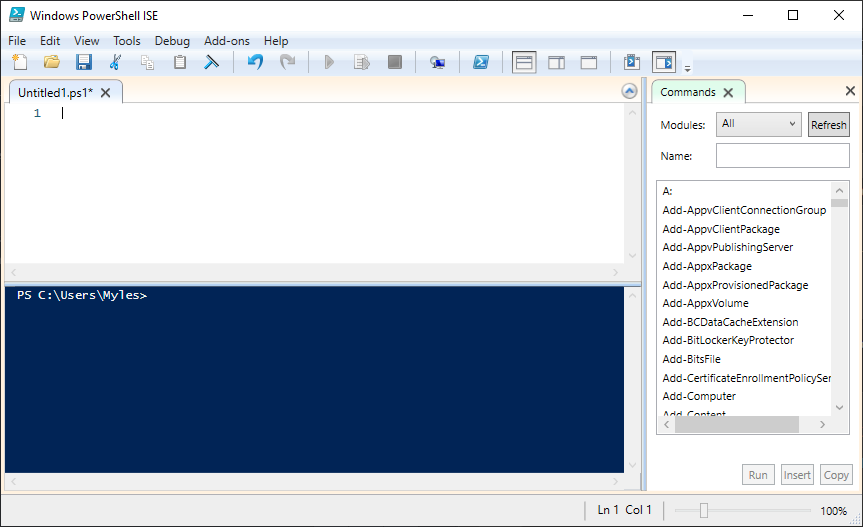 Windows PowerShell ISE
File Edit View Tools Debug Add-ons Help
Untitled1.ps1*
1
PS C:\Users\Myles>
Commands
Modules: All Refresh
Name:
A:
Add-AppvClientConnectionGroup
Add-AppvClientPackage
Add-AppvPublishingServer
Add-AppxPackage
Add-AppxProvisionedPackage
Add-AppxVolume
Add-BCDataCacheExtension
Add-BitLockerKeyProtector
Add-BitsFile
Add-CertificateEnrollmentPolicySer
Add-Computer
Add-Content
Run Insert Copy
Ln 1 Col 1 100%